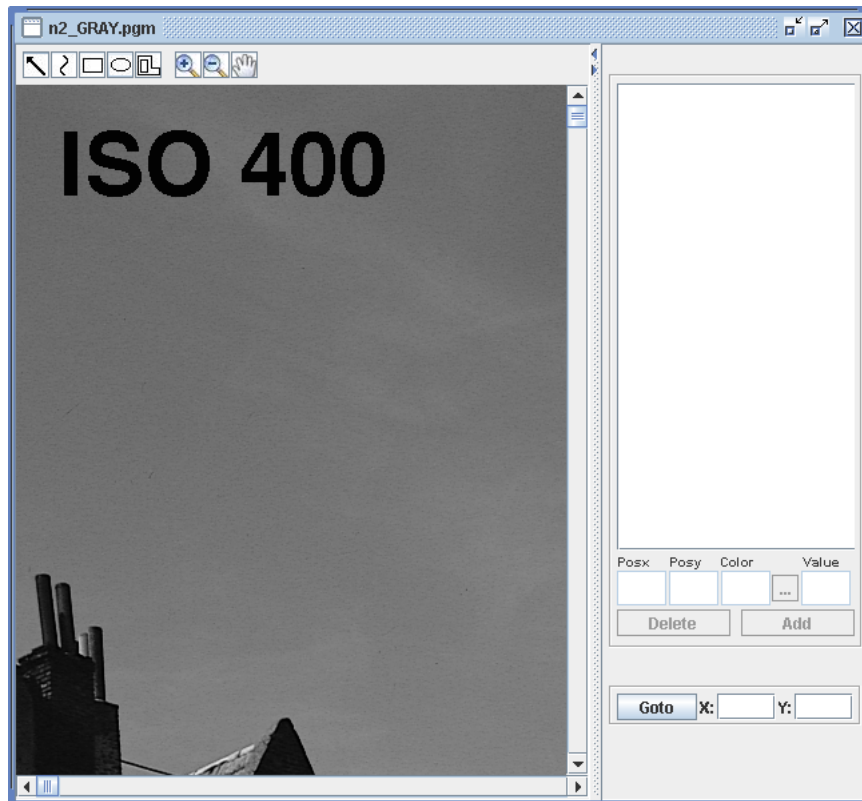 n2_GRAY.pgm
ISO 400
Posx Posy Color Value
...
Delete Add
Goto X: Y: